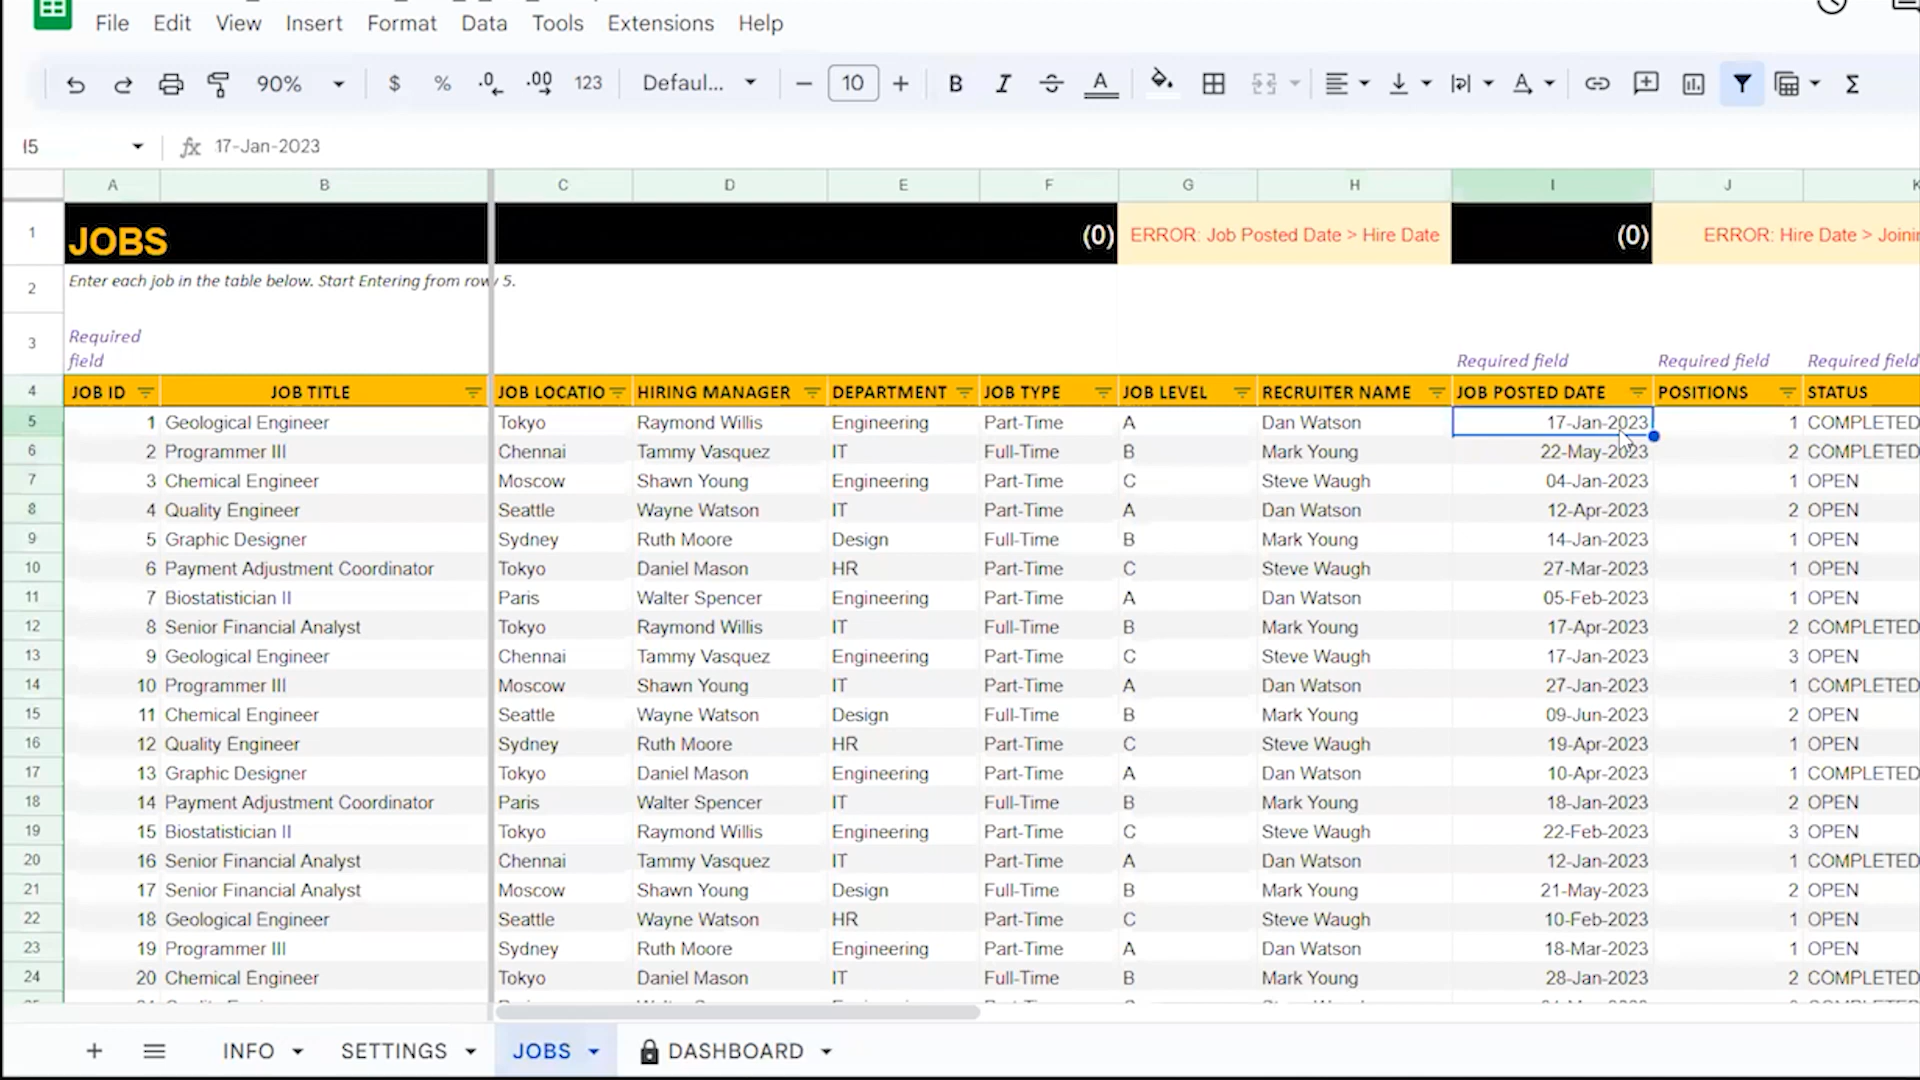 File Edit View Insert Format Data Tools Extensions Help
90% $ % .0 .00 123 Defaul... 10 B I A
I5 fx 17-Jan-2023
A B C D E F G H I J K
1 JOBS (0) ERROR: Job Posted Date > Hire Date (0) ERROR: Hire Date > Joinin
2 Enter each job in the table below. Start Entering from row 5.
3 Required field Required field Required field Required field
4 JOB ID JOB TITLE JOB LOCATIO HIRING MANAGER DEPARTMENT JOB TYPE JOB LEVEL RECRUITER NAME JOB POSTED DATE POSITIONS STATUS
5 1 Geological Engineer Tokyo Raymond Willis Engineering Part-Time A Dan Watson 17-Jan-2023 1 COMPLETED
6 2 Programmer III Chennai Tammy Vasquez IT Full-Time B Mark Young 22-May-2023 2 COMPLETED
7 3 Chemical Engineer Moscow Shawn Young Engineering Part-Time C Steve Waugh 04-Jan-2023 1 OPEN
8 4 Quality Engineer Seattle Wayne Watson IT Part-Time A Dan Watson 12-Apr-2023 2 OPEN
9 5 Graphic Designer Sydney Ruth Moore Design Full-Time B Mark Young 14-Jan-2023 1 OPEN
10 6 Payment Adjustment Coordinator Tokyo Daniel Mason HR Part-Time C Steve Waugh 27-Mar-2023 1 OPEN
11 7 Biostatistician II Paris Walter Spencer Engineering Part-Time A Dan Watson 05-Feb-2023 1 OPEN
12 8 Senior Financial Analyst Tokyo Raymond Willis IT Full-Time B Mark Young 17-Apr-2023 2 COMPLETED
13 9 Geological Engineer Chennai Tammy Vasquez Engineering Part-Time C Steve Waugh 17-Jan-2023 3 OPEN
14 10 Programmer III Moscow Shawn Young IT Part-Time A Dan Watson 27-Jan-2023 1 COMPLETED
15 11 Chemical Engineer Seattle Wayne Watson Design Full-Time B Mark Young 09-Jun-2023 2 OPEN
16 12 Quality Engineer Sydney Ruth Moore HR Part-Time C Steve Waugh 19-Apr-2023 1 OPEN
17 13 Graphic Designer Tokyo Daniel Mason Engineering Part-Time A Dan Watson 10-Apr-2023 1 COMPLETED
18 14 Payment Adjustment Coordinator Paris Walter Spencer IT Full-Time B Mark Young 18-Jan-2023 2 OPEN
19 15 Biostatistician II Tokyo Raymond Willis Engineering Part-Time C Steve Waugh 22-Feb-2023 3 OPEN
20 16 Senior Financial Analyst Chennai Tammy Vasquez IT Part-Time A Dan Watson 12-Jan-2023 1 COMPLETED
21 17 Senior Financial Analyst Moscow Shawn Young Design Full-Time B Mark Young 21-May-2023 2 OPEN
22 18 Geological Engineer Seattle Wayne Watson HR Part-Time C Steve Waugh 10-Feb-2023 1 OPEN
23 19 Programmer III Sydney Ruth Moore Engineering Part-Time A Dan Watson 18-Mar-2023 1 OPEN
24 20 Chemical Engineer Tokyo Daniel Mason IT Full-Time B Mark Young 28-Jan-2023 2 COMPLETED
INFO SETTINGS JOBS DASHBOARD